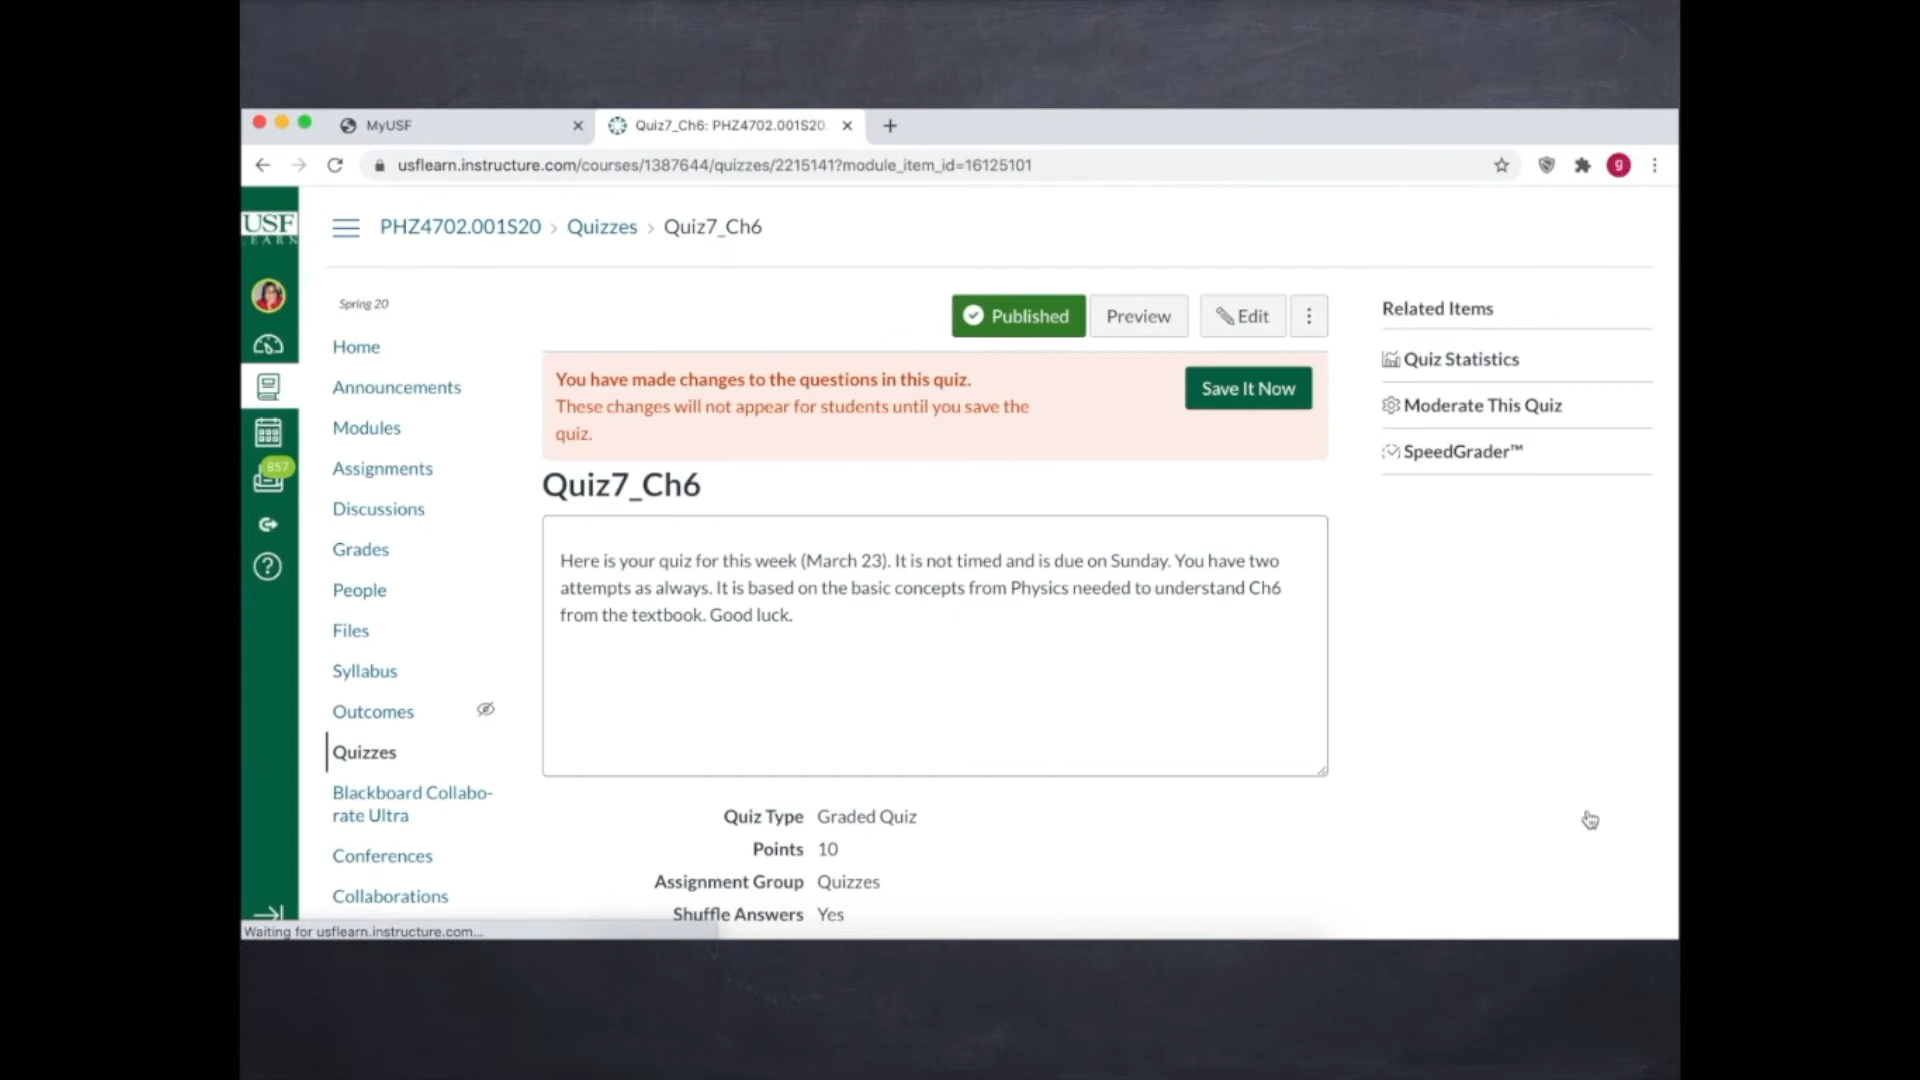 MyUSF
Quiz7_Ch6: PHZ4702.001S20
usflearn.instructure.com/courses/1387644/quizzes/2215141?module_item_id=16125101
g
USF
LEARN
PHZ4702.001S20 › Quizzes › Quiz7_Ch6
Spring 20
Published
Preview
Edit
Related Items
Home
Announcements
Modules
Assignments
Discussions
Grades
People
Files
Syllabus
Outcomes
Quizzes
Blackboard Collabo-
rate Ultra
Conferences
Collaborations
857
You have made changes to the questions in this quiz.
These changes will not appear for students until you save the
quiz.
Save It Now
Quiz7_Ch6
Here is your quiz for this week (March 23). It is not timed and is due on Sunday. You have two
attempts as always. It is based on the basic concepts from Physics needed to understand Ch6
from the textbook. Good luck.
Quiz Type Graded Quiz
Points 10
Assignment Group Quizzes
Shuffle Answers Yes
Quiz Statistics
Moderate This Quiz
SpeedGrader™
Waiting for usflearn.instructure.com...